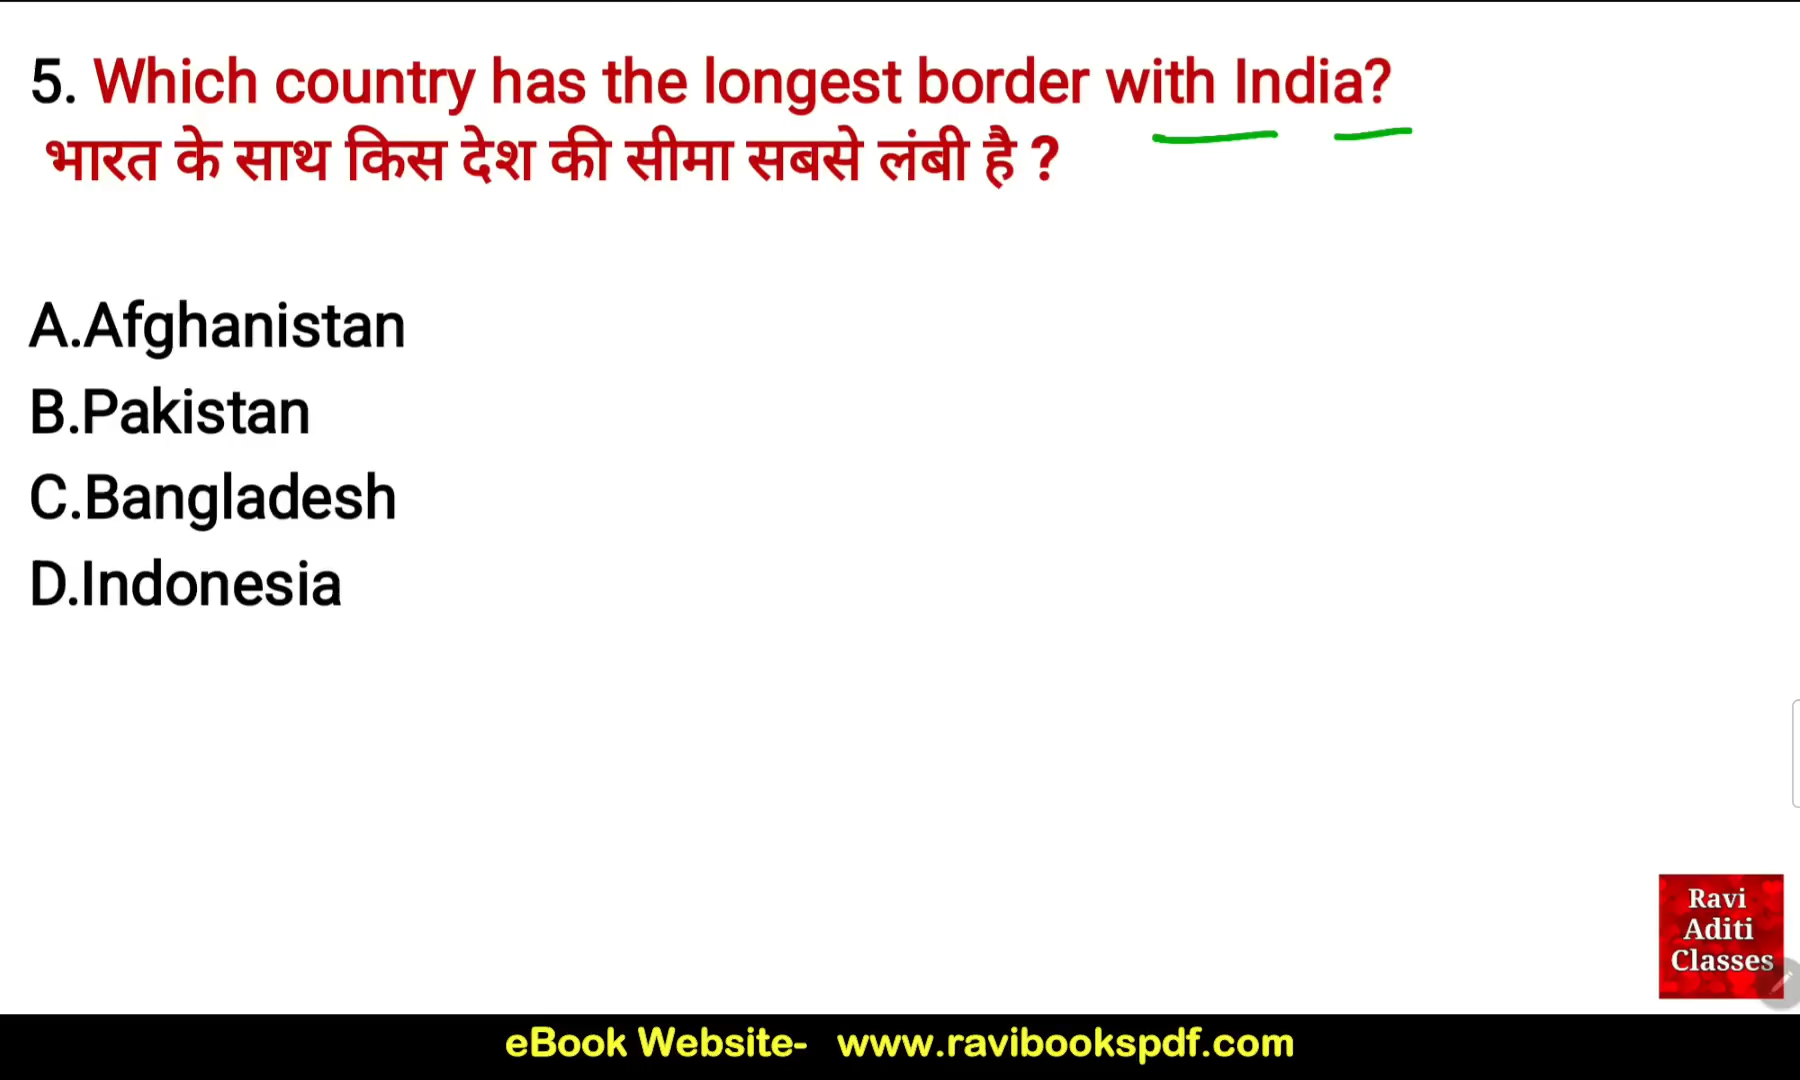 5. Which country has the longest border with India?
भारत के साथ किस देश की सीमा सबसे लंबी है ?
A.Afghanistan
B.Pakistan
C.Bangladesh
D.Indonesia
Ravi
Aditi
Classes
eBook Website- www.ravibookspdf.com